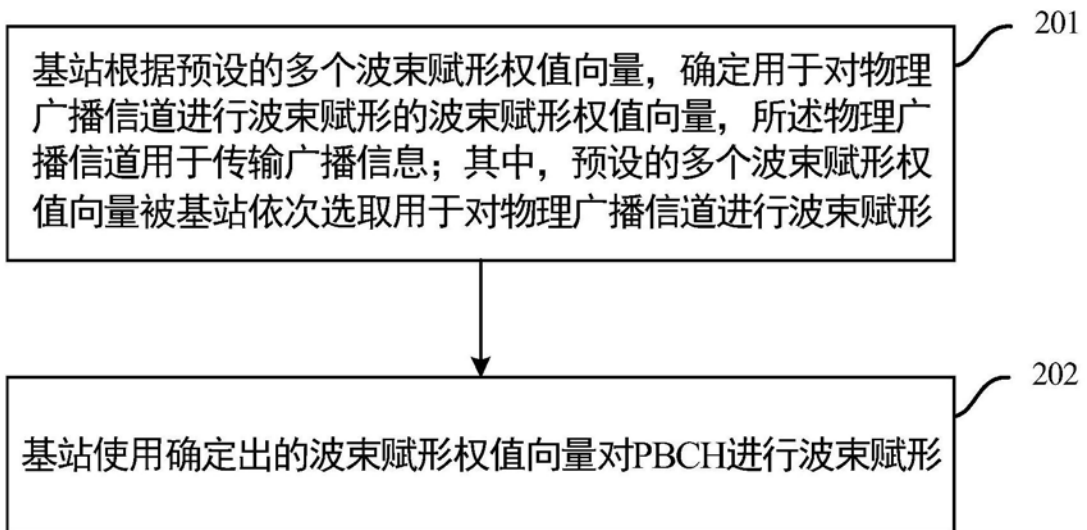 201
基站根据预设的多个波束赋形权值向量，确定用于对物理
广播信道进行波束赋形的波束赋形权值向量，所述物理广
播信道用于传输广播信息；其中，预设的多个波束赋形权
值向量被基站依次选取用于对物理广播信道进行波束赋形
202
基站使用确定出的波束赋形权值向量对PBCH进行波束赋形